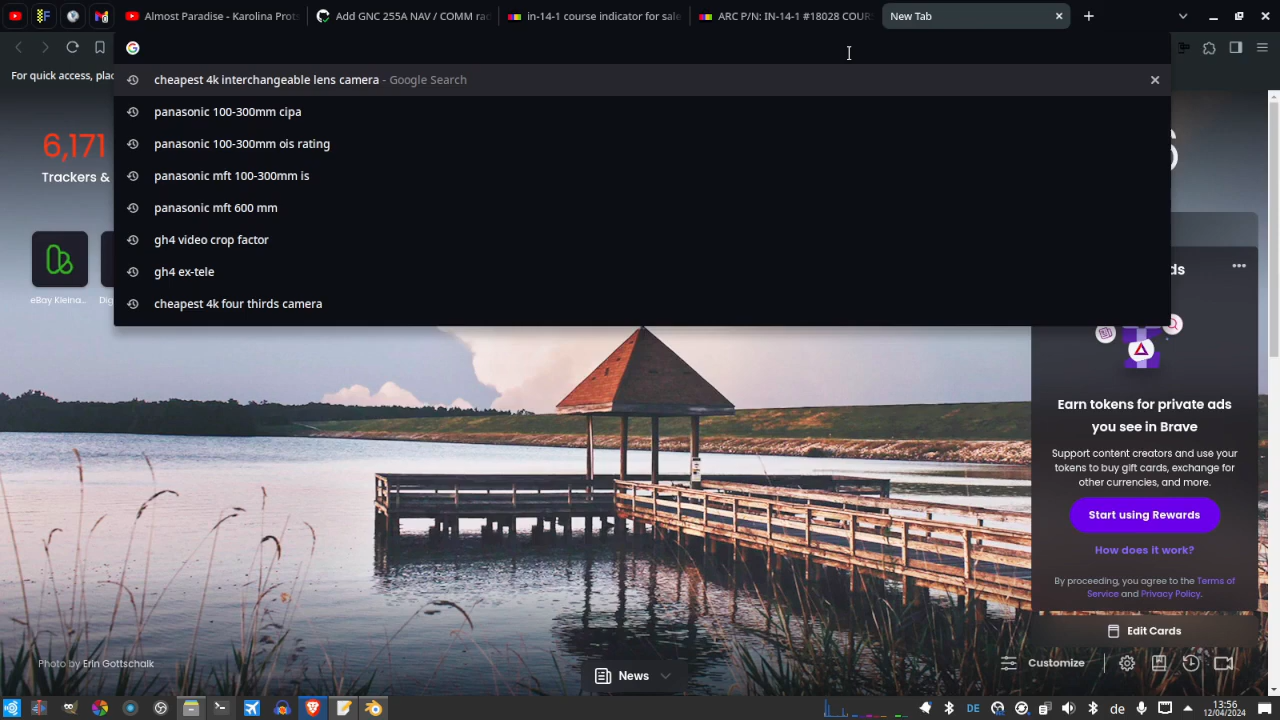 Almost Paradise - Karolina Prot
Add GNC 255A NAV / COMM rac
in-14-1 course indicator for sale
ARC P/N: IN-14-1 #18028 COUR
New Tab
For quick access, plac
cheapest 4k interchangeable lens camera - Google Search
panasonic 100-300mm cipa
panasonic 100-300mm ois rating
panasonic mft 100-300mm is
panasonic mft 600 mm
gh4 video crop factor
gh4 ex-tele
cheapest 4k four thirds camera
6,171
Trackers &
eBay Kleina...
Dig
ds
Earn tokens for private ads
you see in Brave
Support content creators and use your
tokens to buy gift cards, exchange for
other currencies, and more.
Start using Rewards
How does it work?
By proceeding, you agree to the Terms of
Service and Privacy Policy.
Edit Cards
Photo by Erin Gottschalk
News
Customize
DE
de
13:56
12/04/2024